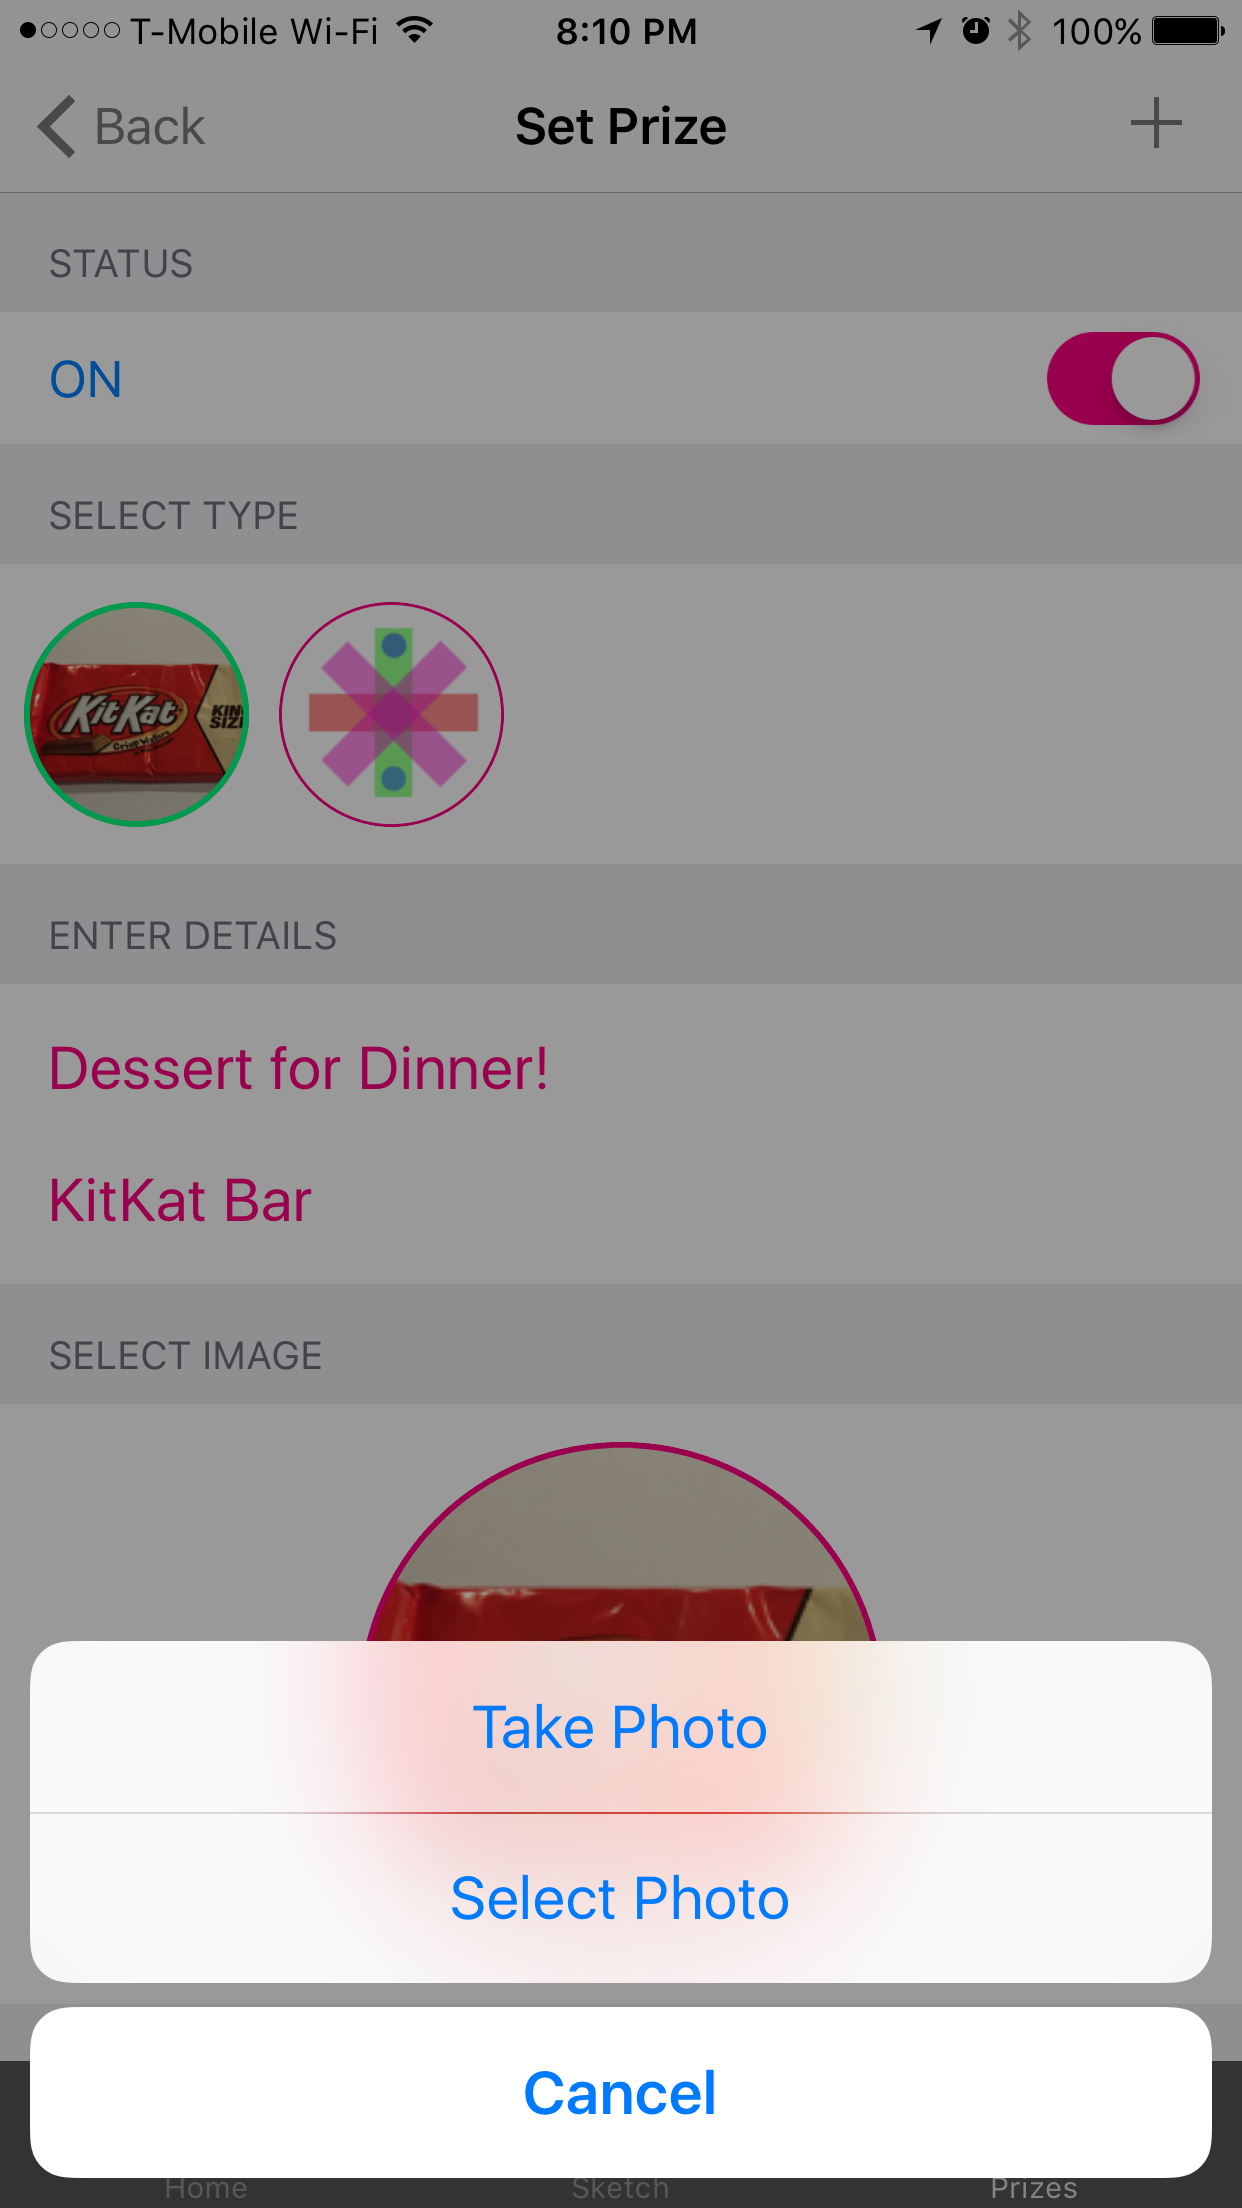 T-Mobile Wi-Fi 8:10 PM 100%
Back Set Prize +
STATUS
ON
SELECT TYPE
KitKat
Crisp Wafers
KING
SIZE
ENTER DETAILS
Dessert for Dinner!
KitKat Bar
SELECT IMAGE
Take Photo
Select Photo
Cancel
Home Sketch Prizes